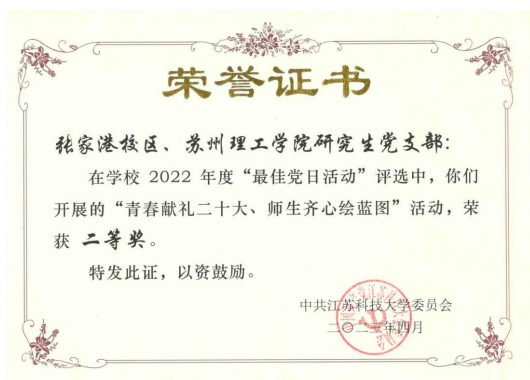 荣誉证书
张家港校区、苏州理工学院研究生党支部:
在学校 2022 年度“最佳党日活动”评选中，你们
开展的“青春献礼二十大、师生齐心绘蓝图”活动，荣
获 二等奖。
特发此证，以资鼓励。
中共江苏科技大学委员会
二〇二三年四月